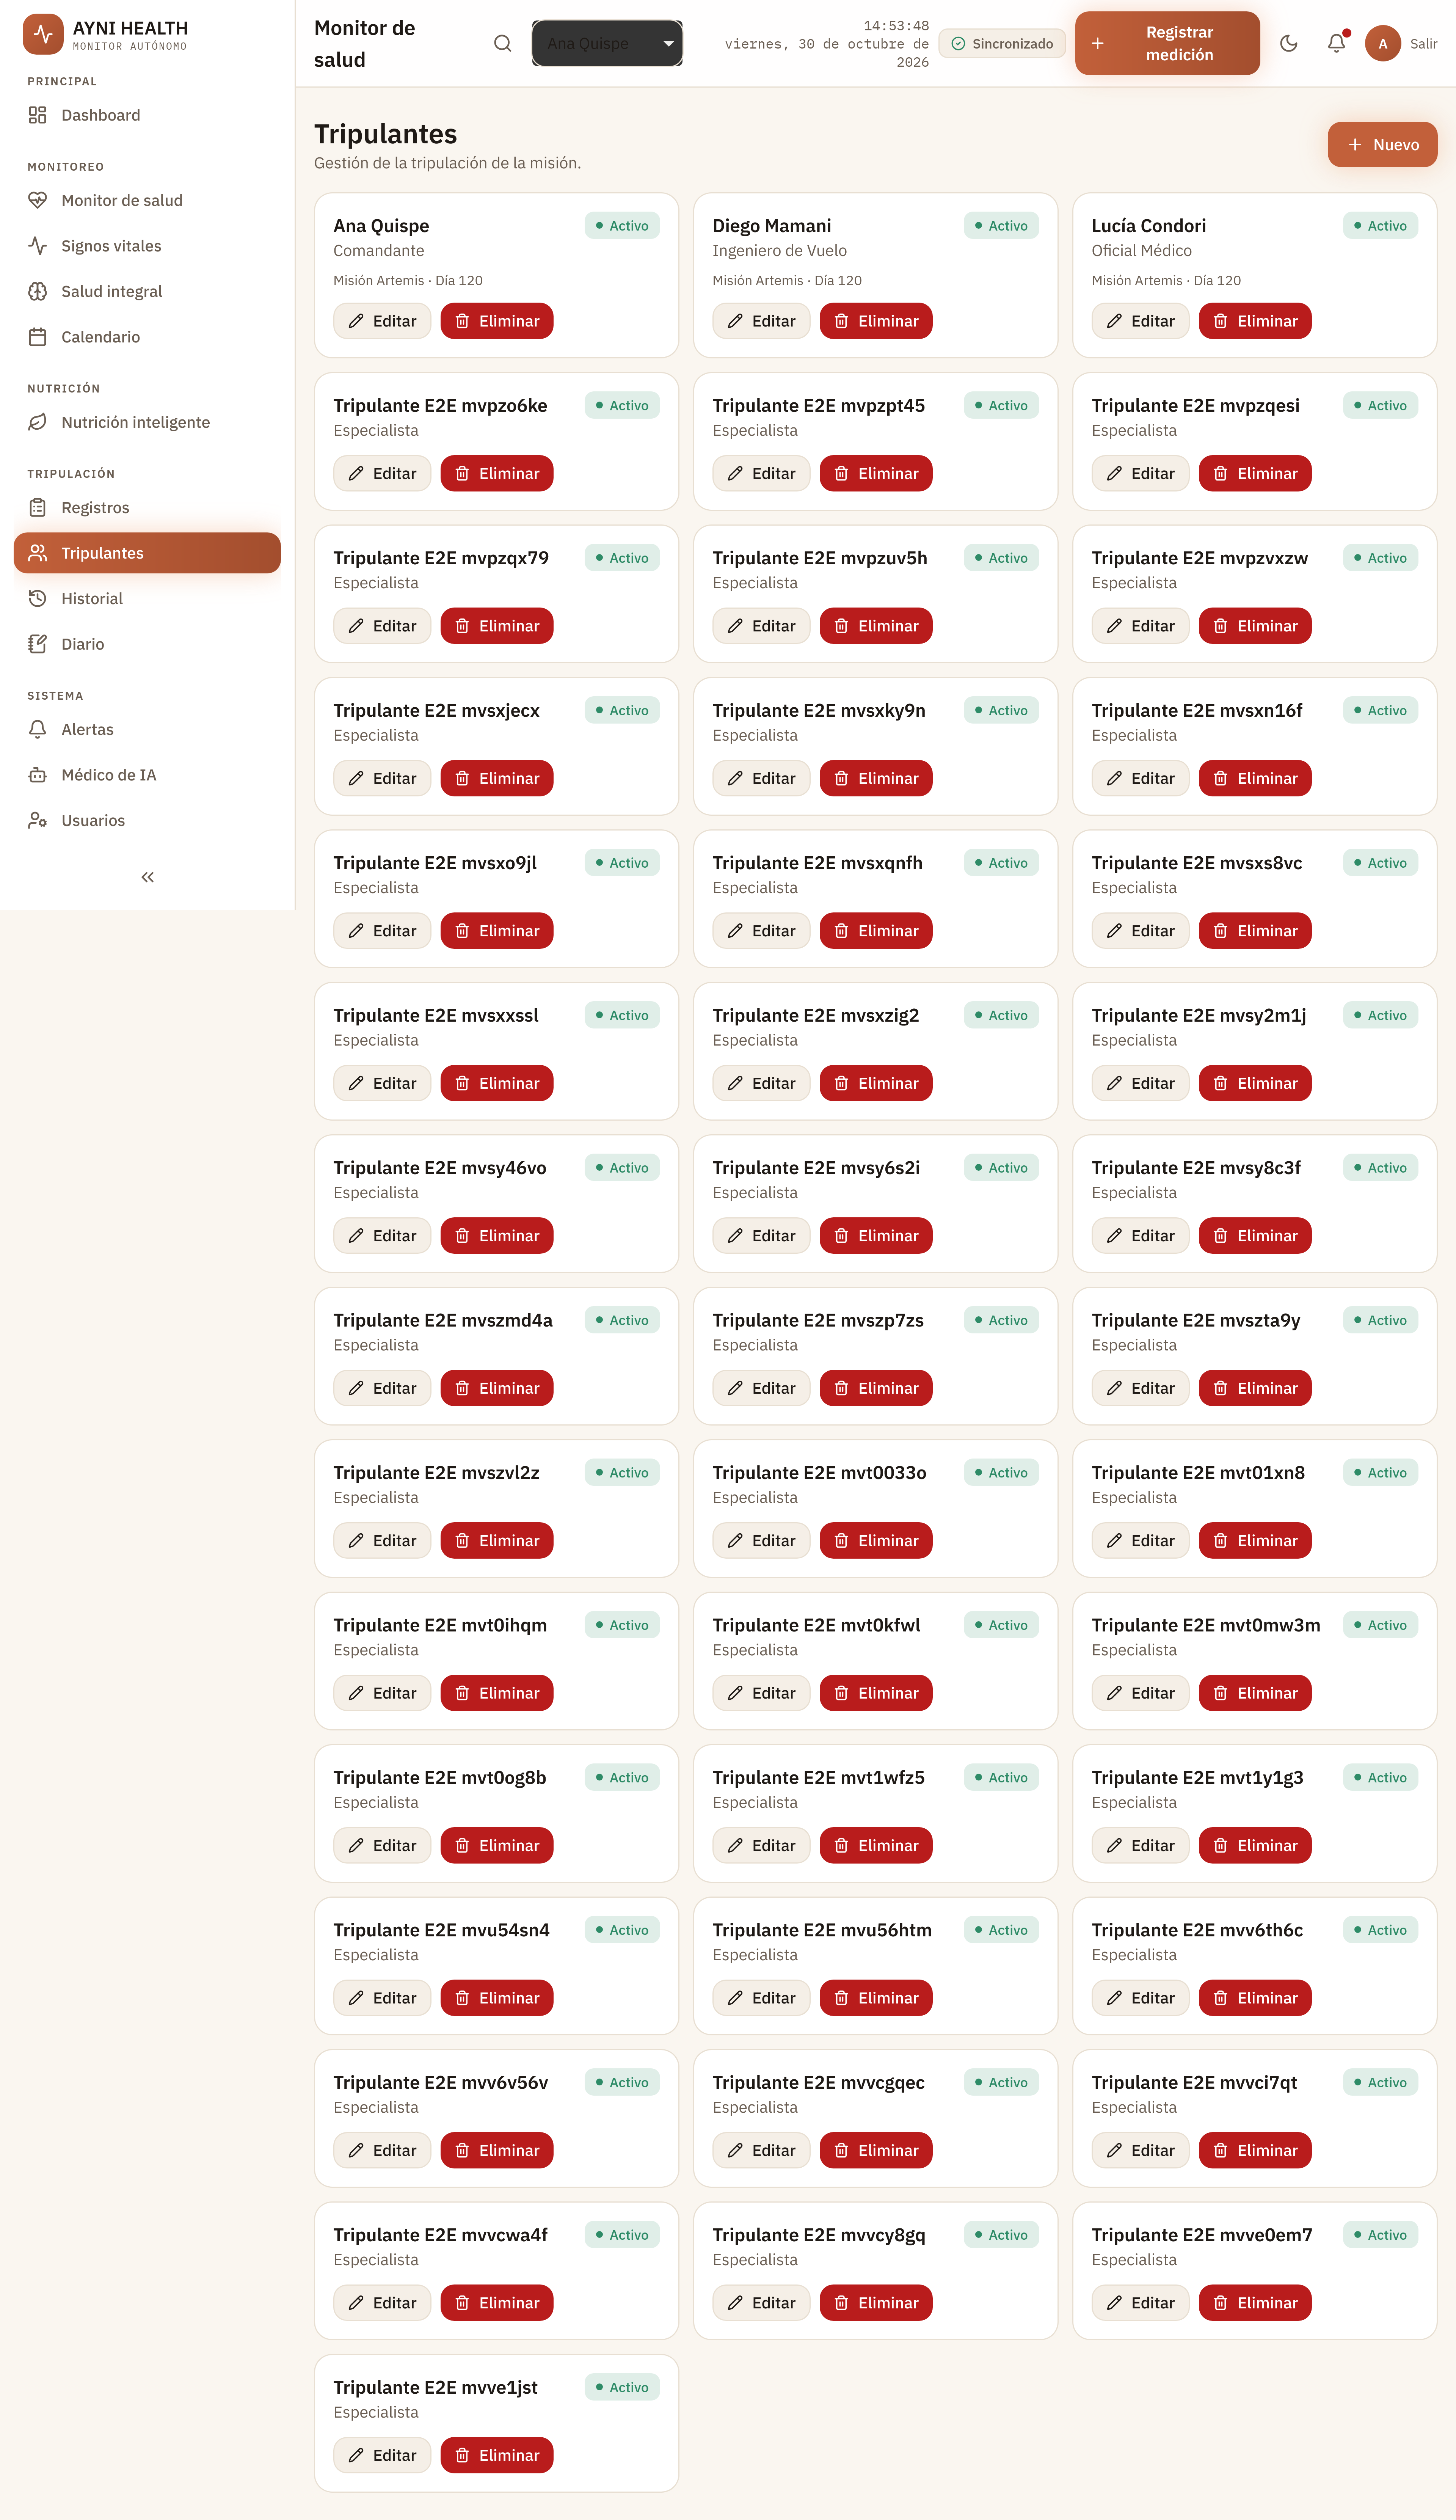 AYNI HEALTH
MONITOR AUTÓNOMO
PRINCIPAL
Dashboard
MONITOREO
Monitor de salud
Signos vitales
Salud integral
Calendario
NUTRICIÓN
Nutrición inteligente
TRIPULACIÓN
Registros
Tripulantes
Historial
Diario
SISTEMA
Alertas
Médico de IA
Usuarios
Monitor de
salud
Ana Quispe
14:53:48
viernes, 30 de octubre de
2026
Sincronizado
Registrar
medición
A
Salir
Tripulantes
Gestión de la tripulación de la misión.
Nuevo
Ana Quispe
Activo
Comandante
Misión Artemis · Día 120
Editar
Eliminar
Diego Mamani
Activo
Ingeniero de Vuelo
Misión Artemis · Día 120
Editar
Eliminar
Lucía Condori
Activo
Oficial Médico
Misión Artemis · Día 120
Editar
Eliminar
Tripulante E2E mvpzo6ke
Activo
Especialista
Editar
Eliminar
Tripulante E2E mvpzpt45
Activo
Especialista
Editar
Eliminar
Tripulante E2E mvpzqesi
Activo
Especialista
Editar
Eliminar
Tripulante E2E mvpzqx79
Activo
Especialista
Editar
Eliminar
Tripulante E2E mvpzuv5h
Activo
Especialista
Editar
Eliminar
Tripulante E2E mvpzvxzw
Activo
Especialista
Editar
Eliminar
Tripulante E2E mvsxjecx
Activo
Especialista
Editar
Eliminar
Tripulante E2E mvsxky9n
Activo
Especialista
Editar
Eliminar
Tripulante E2E mvsxn16f
Activo
Especialista
Editar
Eliminar
Tripulante E2E mvsxo9jl
Activo
Especialista
Editar
Eliminar
Tripulante E2E mvsxqnfh
Activo
Especialista
Editar
Eliminar
Tripulante E2E mvsxs8vc
Activo
Especialista
Editar
Eliminar
Tripulante E2E mvsxxssl
Activo
Especialista
Editar
Eliminar
Tripulante E2E mvsxzig2
Activo
Especialista
Editar
Eliminar
Tripulante E2E mvsy2m1j
Activo
Especialista
Editar
Eliminar
Tripulante E2E mvsy46vo
Activo
Especialista
Editar
Eliminar
Tripulante E2E mvsy6s2i
Activo
Especialista
Editar
Eliminar
Tripulante E2E mvsy8c3f
Activo
Especialista
Editar
Eliminar
Tripulante E2E mvszmd4a
Activo
Especialista
Editar
Eliminar
Tripulante E2E mvszp7zs
Activo
Especialista
Editar
Eliminar
Tripulante E2E mvszta9y
Activo
Especialista
Editar
Eliminar
Tripulante E2E mvszvl2z
Activo
Especialista
Editar
Eliminar
Tripulante E2E mvt0033o
Activo
Especialista
Editar
Eliminar
Tripulante E2E mvt01xn8
Activo
Especialista
Editar
Eliminar
Tripulante E2E mvt0ihqm
Activo
Especialista
Editar
Eliminar
Tripulante E2E mvt0kfwl
Activo
Especialista
Editar
Eliminar
Tripulante E2E mvt0mw3m
Activo
Especialista
Editar
Eliminar
Tripulante E2E mvt0og8b
Activo
Especialista
Editar
Eliminar
Tripulante E2E mvt1wfz5
Activo
Especialista
Editar
Eliminar
Tripulante E2E mvt1y1g3
Activo
Especialista
Editar
Eliminar
Tripulante E2E mvu54sn4
Activo
Especialista
Editar
Eliminar
Tripulante E2E mvu56htm
Activo
Especialista
Editar
Eliminar
Tripulante E2E mvv6th6c
Activo
Especialista
Editar
Eliminar
Tripulante E2E mvv6v56v
Activo
Especialista
Editar
Eliminar
Tripulante E2E mvvcgqec
Activo
Especialista
Editar
Eliminar
Tripulante E2E mvvci7qt
Activo
Especialista
Editar
Eliminar
Tripulante E2E mvvcwa4f
Activo
Especialista
Editar
Eliminar
Tripulante E2E mvvcy8gq
Activo
Especialista
Editar
Eliminar
Tripulante E2E mvve0em7
Activo
Especialista
Editar
Eliminar
Tripulante E2E mvve1jst
Activo
Especialista
Editar
Eliminar